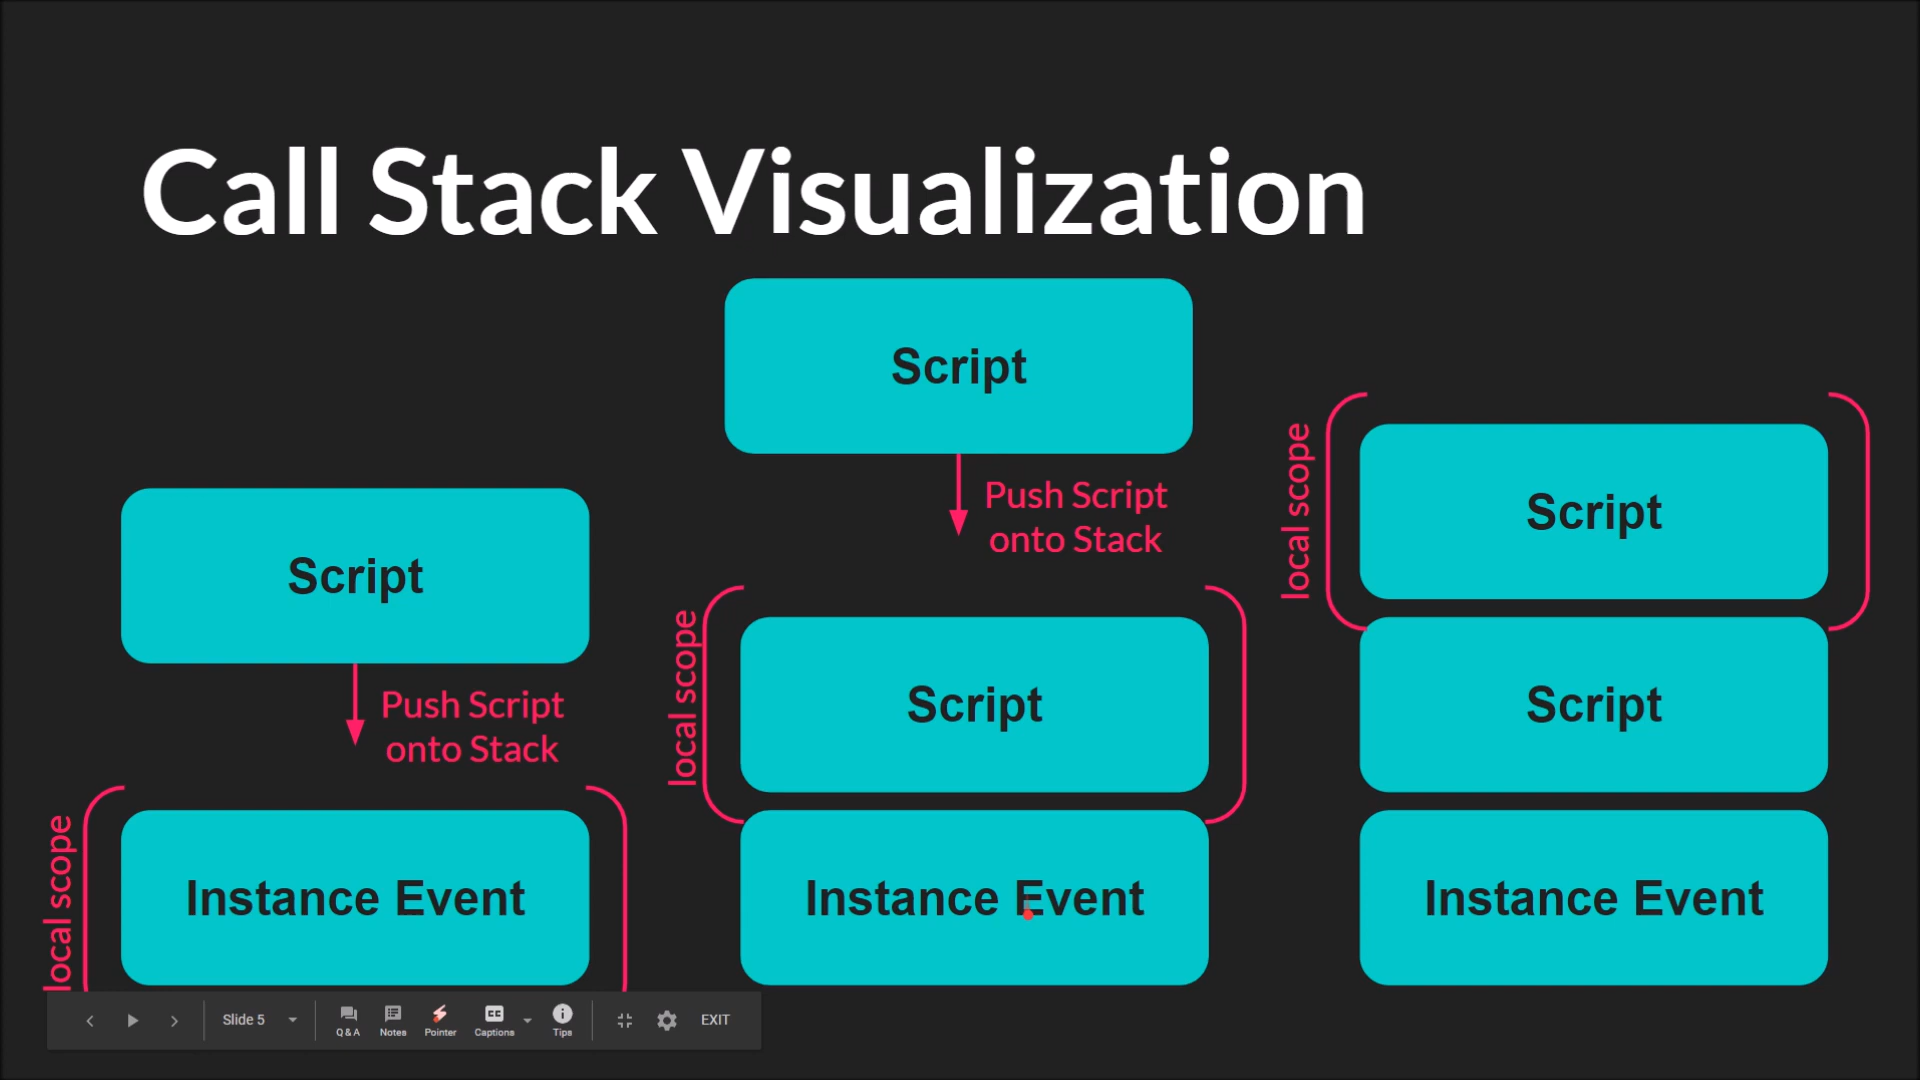 Call Stack Visualization
Script
Push Script
onto Stack
local scope
Instance Event
Script
Push Script
onto Stack
local scope
Script
Instance Event
local scope
Script
Script
Instance Event
Slide 5
Q & A
Notes
Pointer
CC
Captions
Tips
EXIT